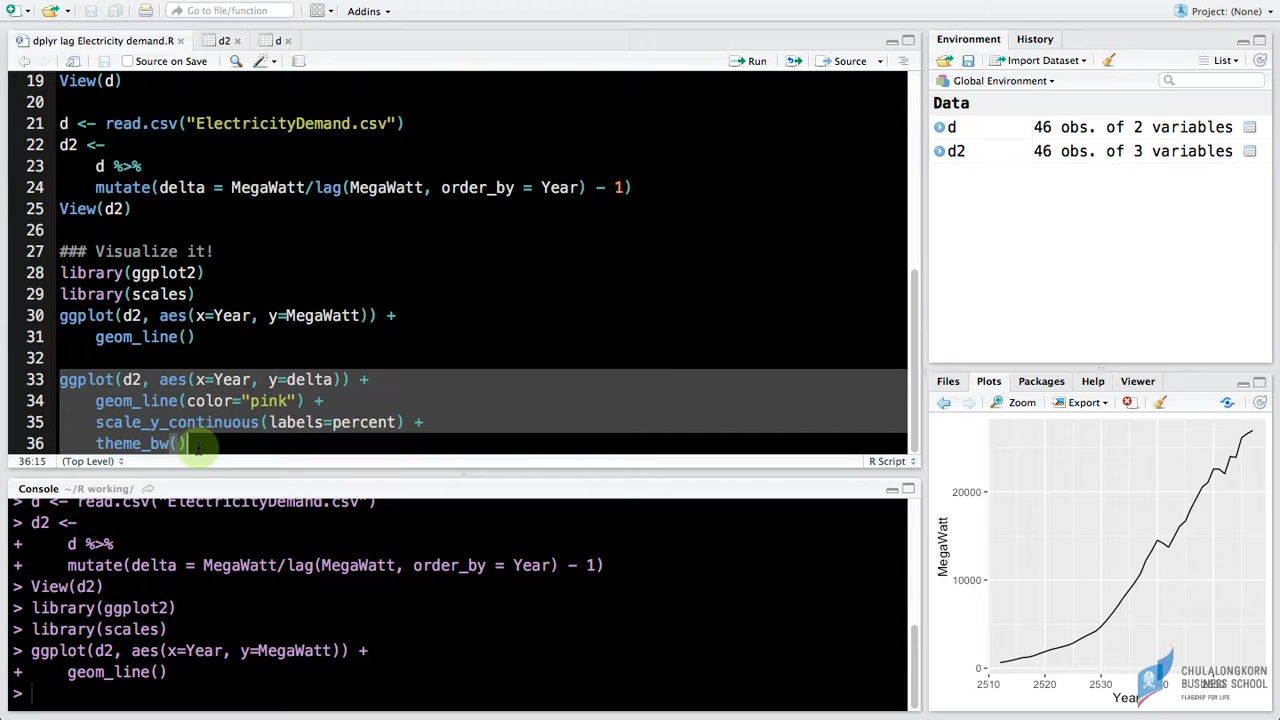 Go to file/function
Addins
Project: (None)
dplyr lag Electricity demand.R
d2
d
Source on Save
Run
Source
19 View(d)
20
21 d <- read.csv("ElectricityDemand.csv")
22 d2 <-
23 d %>%
24 mutate(delta = MegaWatt/lag(MegaWatt, order_by = Year) - 1)
25 View(d2)
26
27 ### Visualize it!
28 library(ggplot2)
29 library(scales)
30 ggplot(d2, aes(x=Year, y=MegaWatt)) +
31 geom_line()
32
33 ggplot(d2, aes(x=Year, y=delta)) +
34 geom_line(color="pink") +
35 scale_y_continuous(labels=percent) +
36 theme_bw()
36:15 (Top Level) R Script
Console ~/R working/
> d <- read.csv("ElectricityDemand.csv")
> d2 <-
+ d %>%
+ mutate(delta = MegaWatt/lag(MegaWatt, order_by = Year) - 1)
> View(d2)
> library(ggplot2)
> library(scales)
> ggplot(d2, aes(x=Year, y=MegaWatt)) +
+ geom_line()
>
Environment History
Import Dataset List
Global Environment
Data
d 46 obs. of 2 variables
d2 46 obs. of 3 variables
Files Plots Packages Help Viewer
Zoom Export
MegaWatt
20000
10000
0
2510 2520 2530
Year
CHULALONGKORN
BUSINESS SCHOOL
FLAGSHIP FOR LIFE